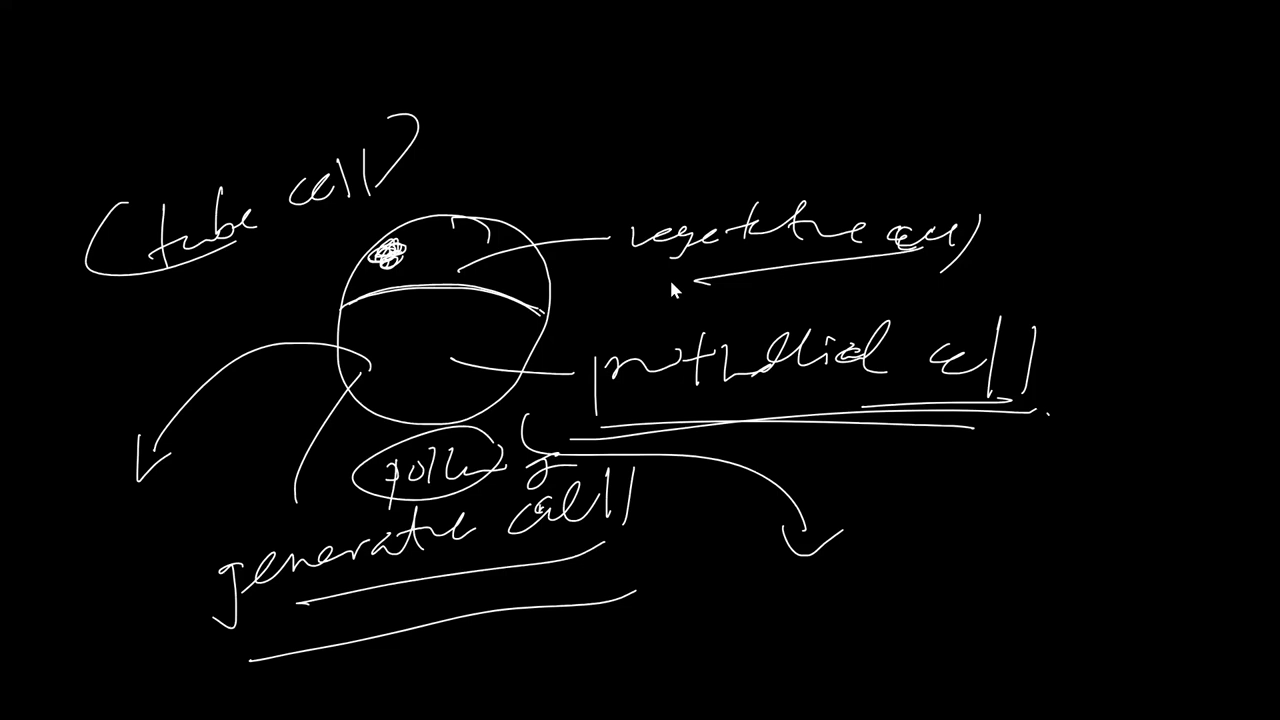 (tube cell)
vegetative cell)
prothallial cell
pollen g
generative cell